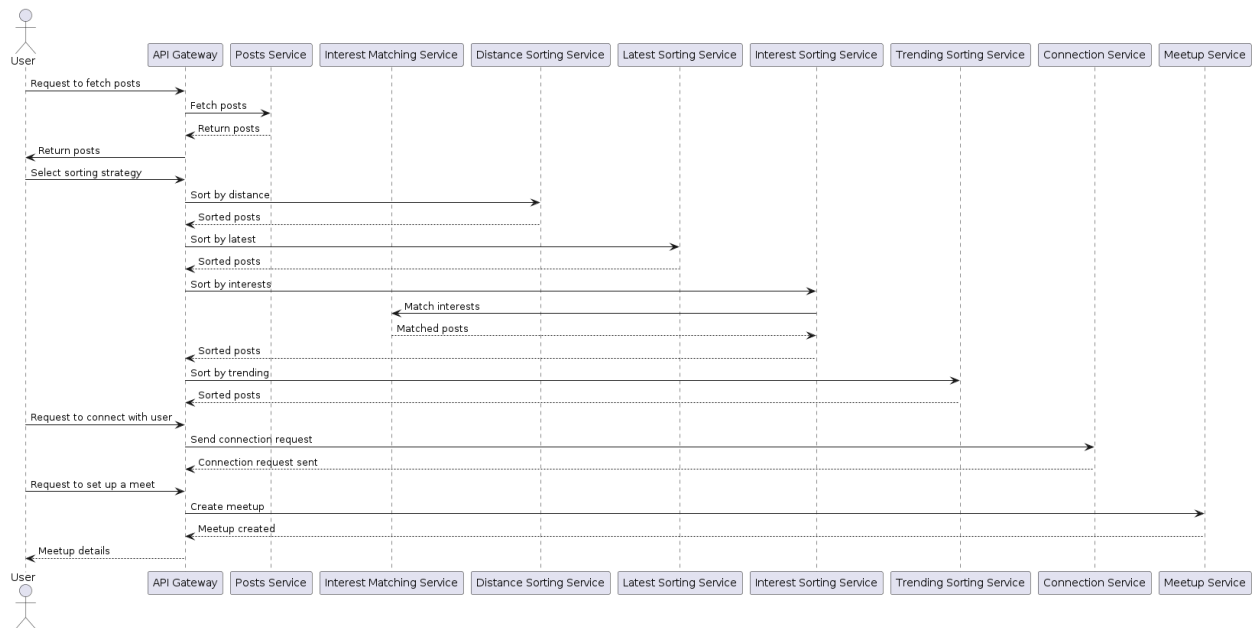 User
API Gateway
Posts Service
Interest Matching Service
Distance Sorting Service
Latest Sorting Service
Interest Sorting Service
Trending Sorting Service
Connection Service
Meetup Service
Request to fetch posts
Fetch posts
Return posts
Return posts
Select sorting strategy
Sort by distance
Sorted posts
Sort by latest
Sorted posts
Sort by interests
Match interests
Matched posts
Sorted posts
Sort by trending
Sorted posts
Request to connect with user
Send connection request
Connection request sent
Request to set up a meet
Create meetup
Meetup created
Meetup details
User
API Gateway
Posts Service
Interest Matching Service
Distance Sorting Service
Latest Sorting Service
Interest Sorting Service
Trending Sorting Service
Connection Service
Meetup Service